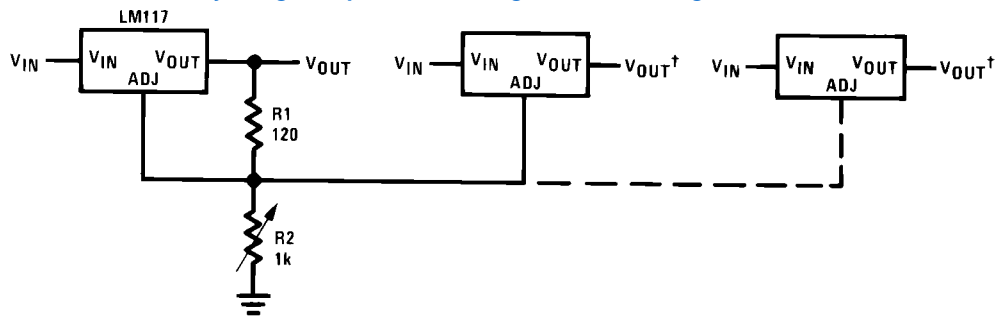 LM117
VIN VIN VOUT VOUT
ADJ
VIN VIN VOUT VOUT†
ADJ
VIN VIN VOUT VOUT†
ADJ
R1
120
R2
1k